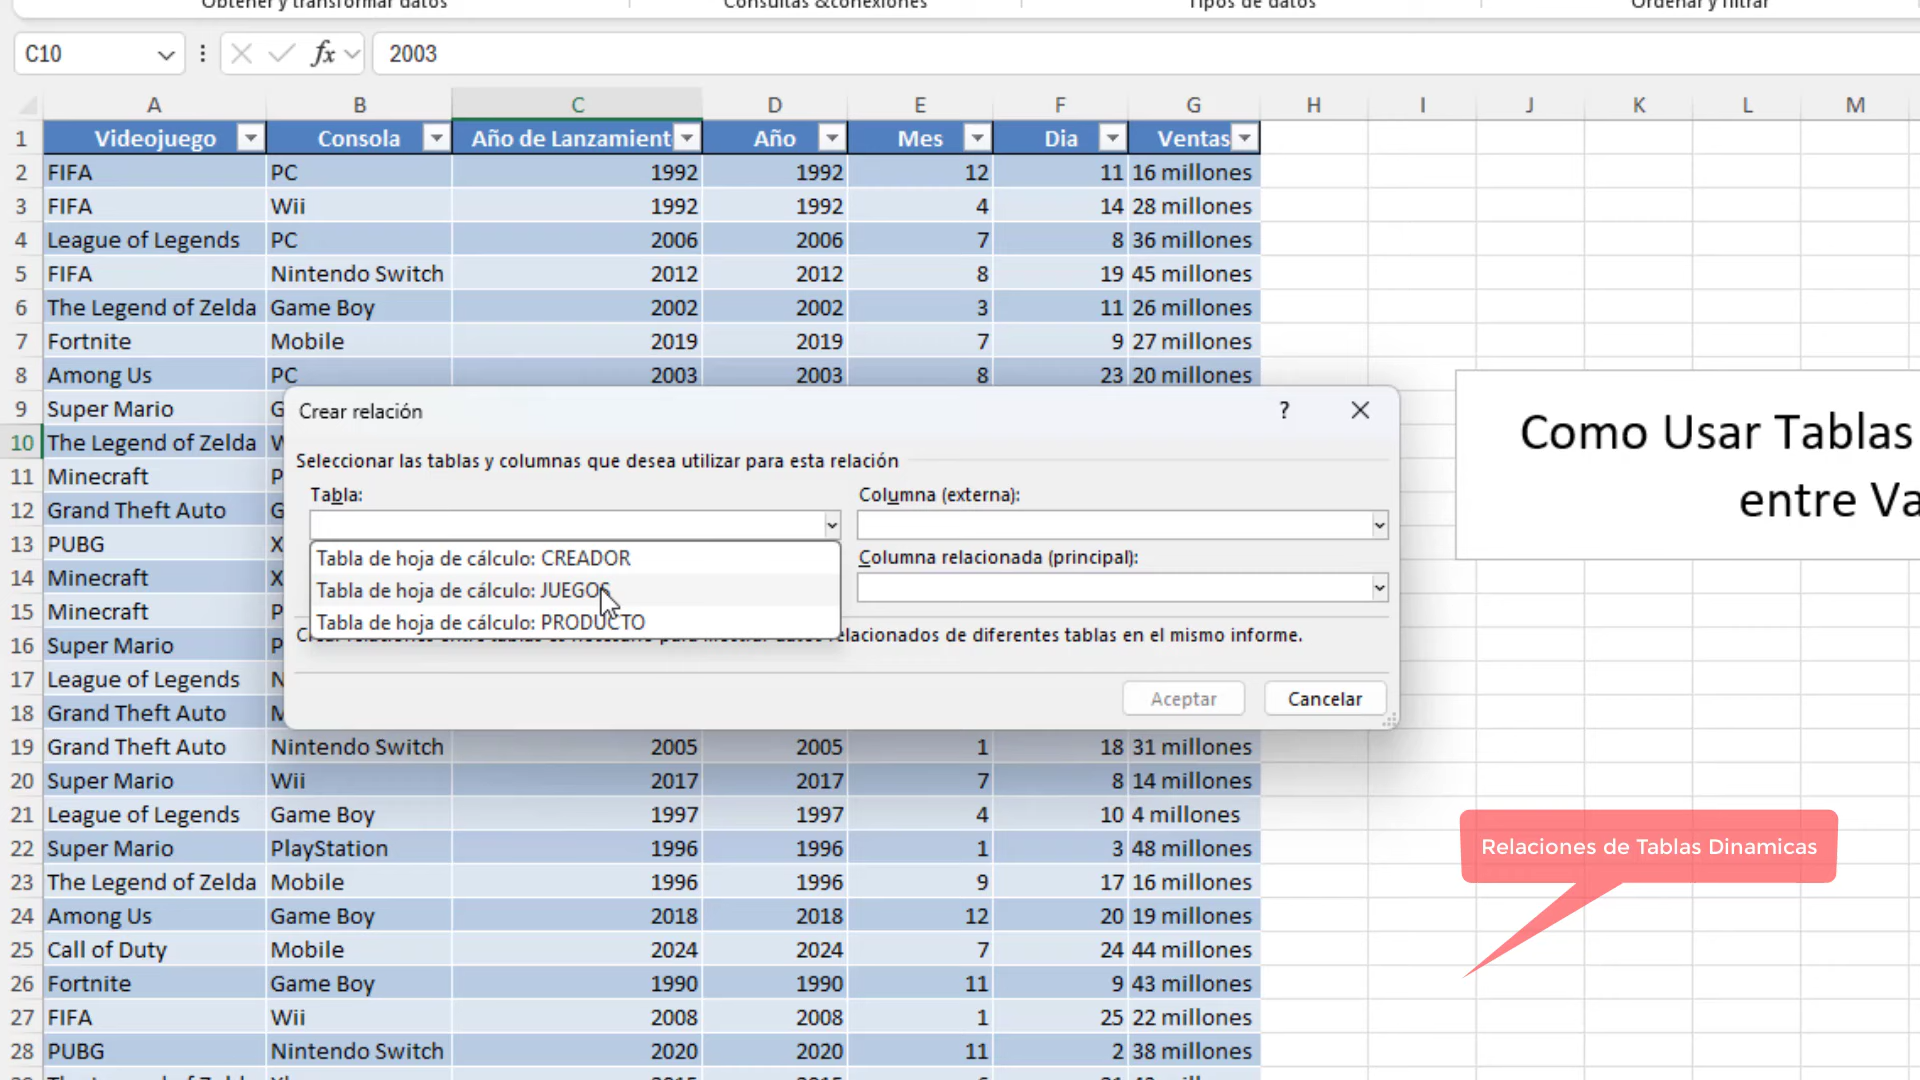 Obtener y transformar datos Consultas &conexiones Tipos de datos Ordenar y filtrar
C10 fx 2003
A B C D E F G H I J K L M
1 Videojuego Consola Año de Lanzamient Año Mes Dia Ventas
2 FIFA PC 1992 1992 12 11 16 millones
3 FIFA Wii 1992 1992 4 14 28 millones
4 League of Legends PC 2006 2006 7 8 36 millones
5 FIFA Nintendo Switch 2012 2012 8 19 45 millones
6 The Legend of Zelda Game Boy 2002 2002 3 11 26 millones
7 Fortnite Mobile 2019 2019 7 9 27 millones
8 Among Us PC 2003 2003 8 23 20 millones
9 Super Mario G
10 The Legend of Zelda W
11 Minecraft P
12 Grand Theft Auto G
13 PUBG X
14 Minecraft X
15 Minecraft P
16 Super Mario P
17 League of Legends N
18 Grand Theft Auto M
Crear relación ?
Seleccionar las tablas y columnas que desea utilizar para esta relación
Tabla: Columna (externa):
Tabla de hoja de cálculo: CREADOR
Columna relacionada (principal):
Tabla de hoja de cálculo: JUEGOS
Tabla de hoja de cálculo: PRODUCTO
relacionados de diferentes tablas en el mismo informe.
Aceptar Cancelar
Como Usar Tablas
entre Va
19 Grand Theft Auto Nintendo Switch 2005 2005 1 18 31 millones
20 Super Mario Wii 2017 2017 7 8 14 millones
21 League of Legends Game Boy 1997 1997 4 10 4 millones
22 Super Mario PlayStation 1996 1996 1 3 48 millones
23 The Legend of Zelda Mobile 1996 1996 9 17 16 millones
24 Among Us Game Boy 2018 2018 12 20 19 millones
25 Call of Duty Mobile 2024 2024 7 24 44 millones
26 Fortnite Game Boy 1990 1990 11 9 43 millones
27 FIFA Wii 2008 2008 1 25 22 millones
28 PUBG Nintendo Switch 2020 2020 11 2 38 millones
Relaciones de Tablas Dinamicas